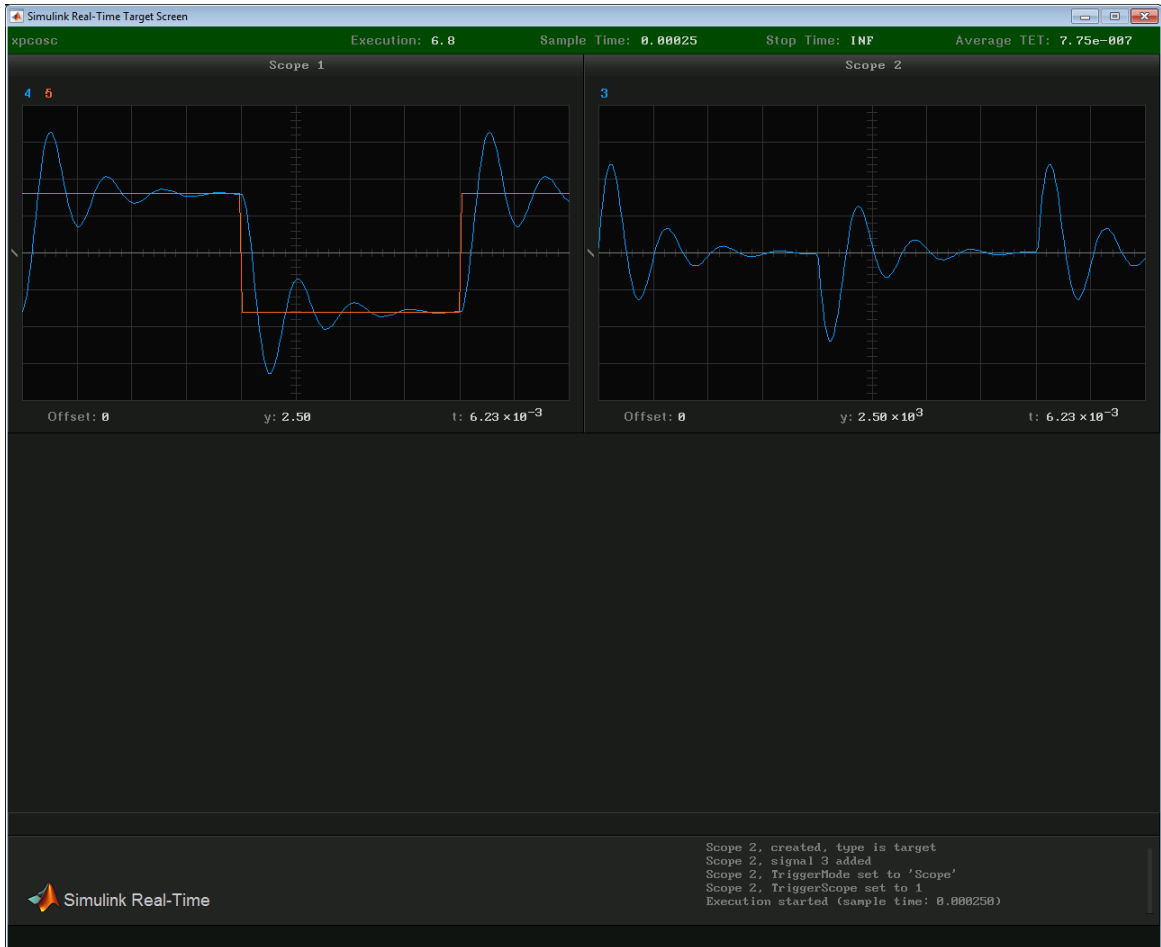 Simulink Real-Time Target Screen
xpcosc Execution: 6.8 Sample Time: 0.00025 Stop Time: INF Average TET: 7.75e-007
Scope 1
4 5
Offset: 0 y: 2.50 t: 6.23 ×10⁻³
Scope 2
3
Offset: 0 y: 2.50 ×10³ t: 6.23 ×10⁻³
Scope 2, created, type is target
Scope 2, signal 3 added
Scope 2, TriggerMode set to 'Scope'
Scope 2, TriggerScope set to 1
Execution started (sample time: 0.000250)
Simulink Real-Time